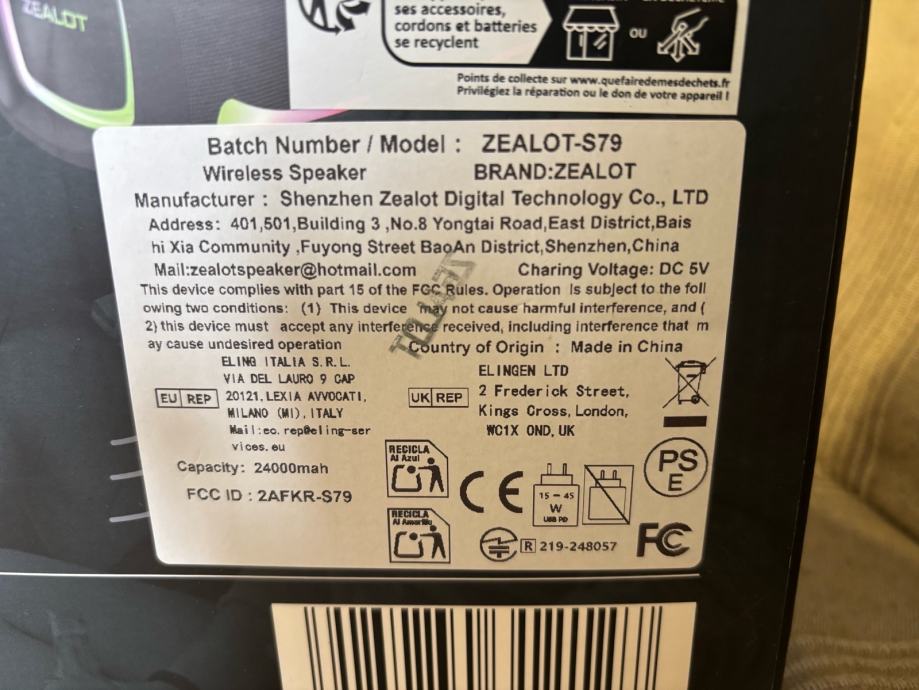 ZEALOT
ses accessoires,
cordons et batteries
se recyclent
OU
Points de collecte sur www.quefairedemesdechets.fr
Privilégiez la réparation ou le don de votre appareil !
Batch Number / Model : ZEALOT-S79
Wireless Speaker BRAND:ZEALOT
Manufacturer : Shenzhen Zealot Digital Technology Co., LTD
Address: 401,501,Building 3 ,No.8 Yongtai Road,East District,Bais
hi Xia Community ,Fuyong Street BaoAn District,Shenzhen,China
Mail:zealotspeaker@hotmail.com Charing Voltage: DC 5V
This device complies with part 15 of the FCC Rules. Operation Is subject to the foll
owing two conditions: (1) This device may not cause harmful interference, and (
2) this device must accept any interference received, including interference that m
ay cause undesired operation Country of Origin : Made in China
ELING ITALIA S.R.L.
VIA DEL LAURO 9 CAP
EU REP 20121, LEXIA AVVOCATI,
MILANO (MI), ITALY
Mail:ec.rep@eling-ser
vices.eu
ELINGEN LTD
UK REP 2 Frederick Street,
Kings Cross, London,
WC1X 0ND, UK
Capacity: 24000mah
FCC ID : 2AFKR-S79
RECICLA
Al Azul
RECICLA
Al Amarillo
CE
15 – 45
W
USB PD
PS
E
R 219-248057
FC